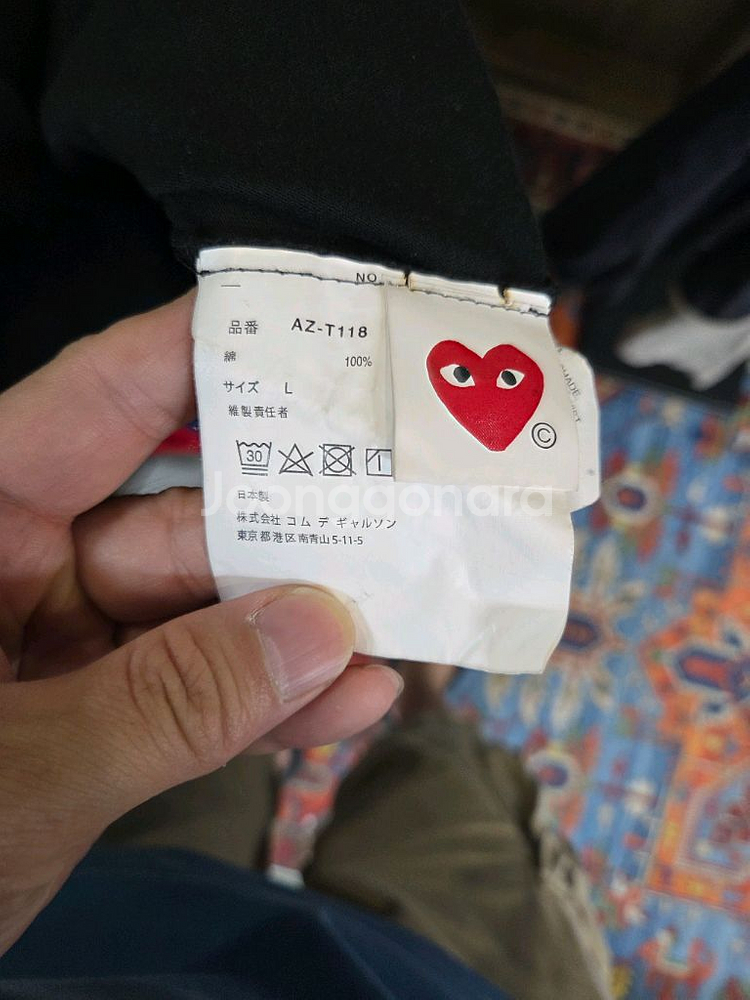 NO
品番 AZ-T118
綿 100%
サイズ L
縫製責任者
30
日本製
株式会社 コム デ ギャルソン
東京都港区南青山5-11-5
©
Joonggonara